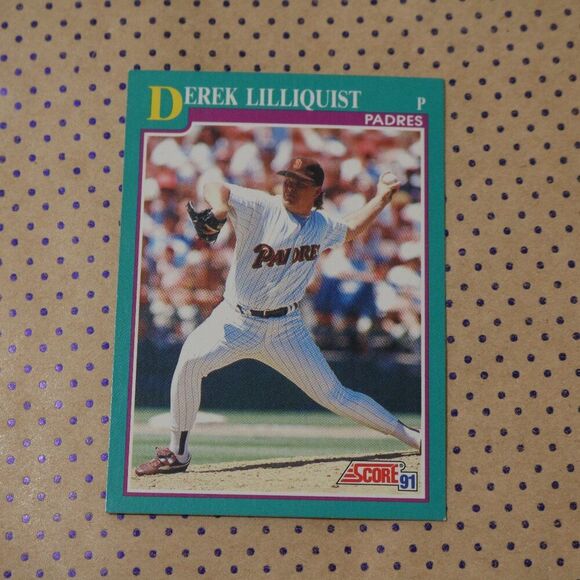 DEREK LILLIQUIST P
PADRES
PADRES
SCORE 91